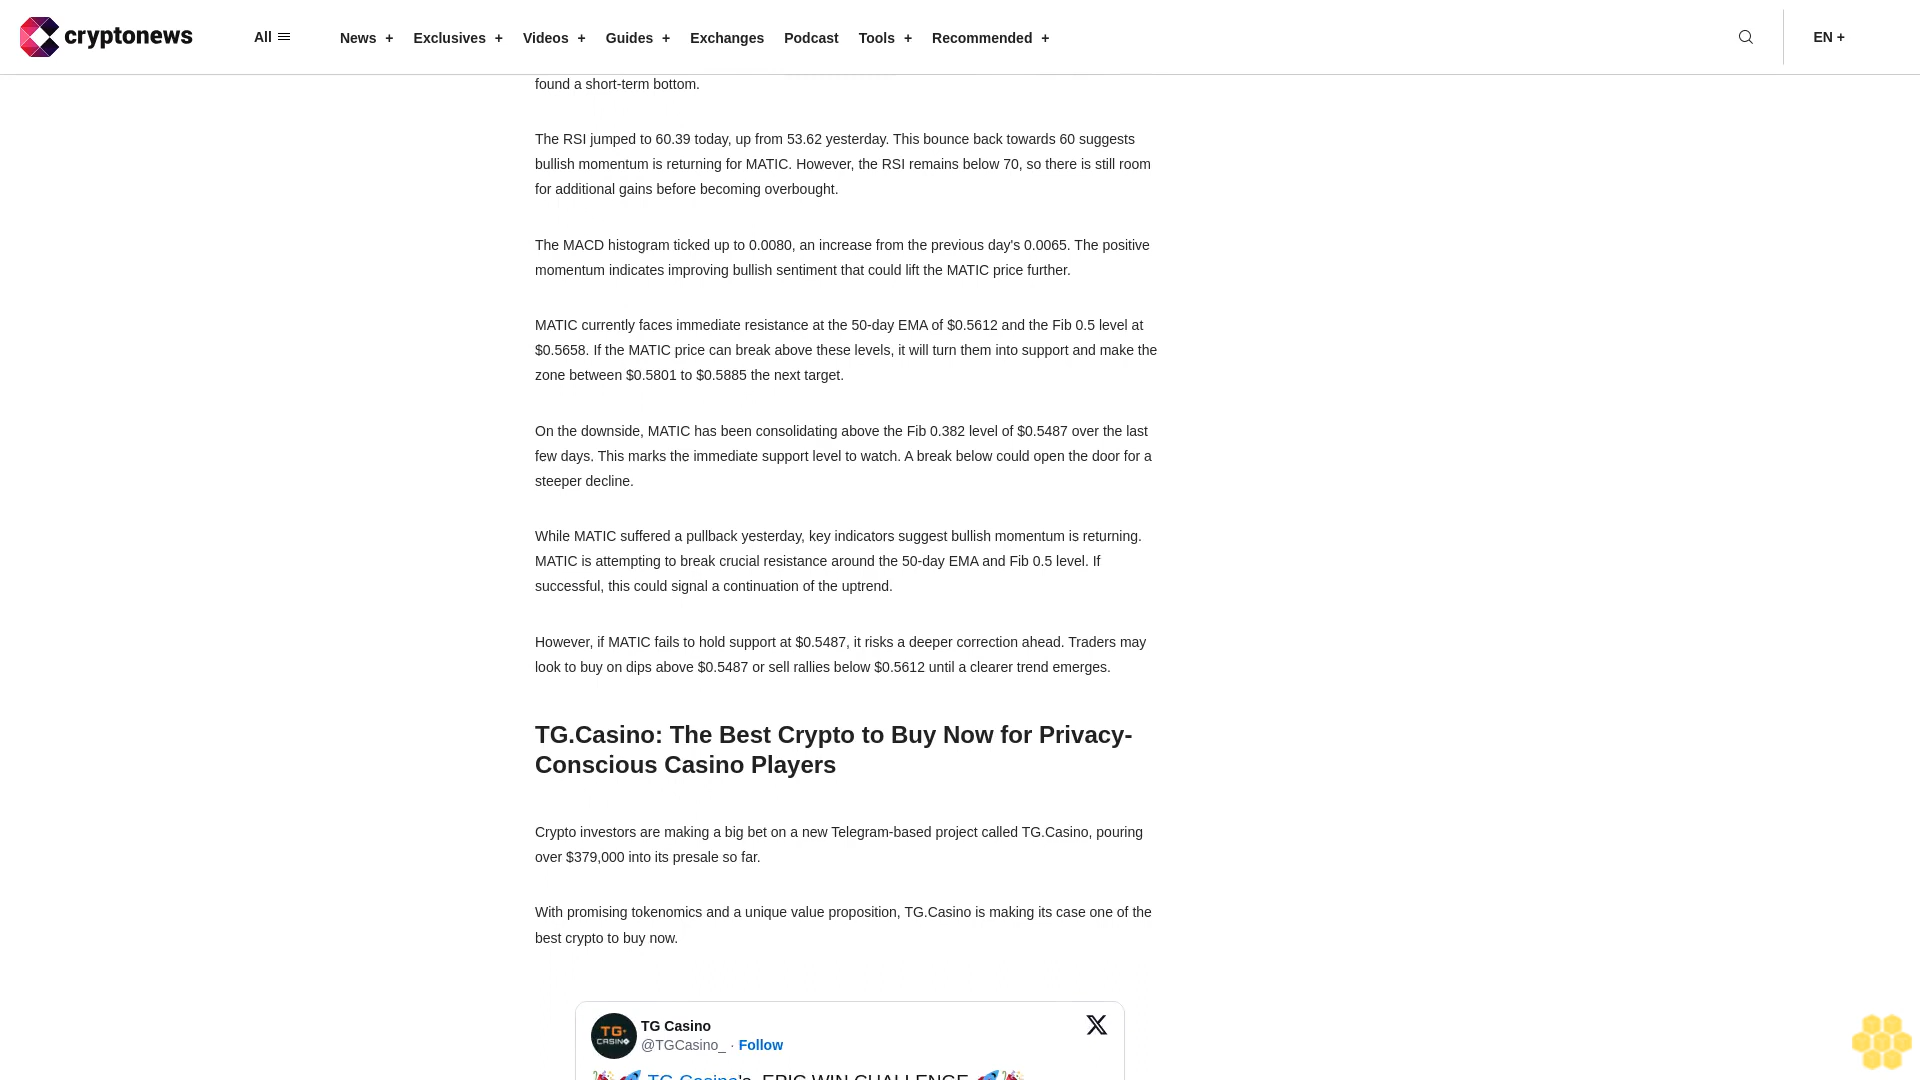 cryptonews
All
News + Exclusives + Videos + Guides + Exchanges Podcast Tools + Recommended +
EN +
found a short-term bottom.
The RSI jumped to 60.39 today, up from 53.62 yesterday. This bounce back towards 60 suggests
bullish momentum is returning for MATIC. However, the RSI remains below 70, so there is still room
for additional gains before becoming overbought.
The MACD histogram ticked up to 0.0080, an increase from the previous day's 0.0065. The positive
momentum indicates improving bullish sentiment that could lift the MATIC price further.
MATIC currently faces immediate resistance at the 50-day EMA of $0.5612 and the Fib 0.5 level at
$0.5658. If the MATIC price can break above these levels, it will turn them into support and make the
zone between $0.5801 to $0.5885 the next target.
On the downside, MATIC has been consolidating above the Fib 0.382 level of $0.5487 over the last
few days. This marks the immediate support level to watch. A break below could open the door for a
steeper decline.
While MATIC suffered a pullback yesterday, key indicators suggest bullish momentum is returning.
MATIC is attempting to break crucial resistance around the 50-day EMA and Fib 0.5 level. If
successful, this could signal a continuation of the uptrend.
However, if MATIC fails to hold support at $0.5487, it risks a deeper correction ahead. Traders may
look to buy on dips above $0.5487 or sell rallies below $0.5612 until a clearer trend emerges.
TG.Casino: The Best Crypto to Buy Now for Privacy-
Conscious Casino Players
Crypto investors are making a big bet on a new Telegram-based project called TG.Casino, pouring
over $379,000 into its presale so far.
With promising tokenomics and a unique value proposition, TG.Casino is making its case one of the
best crypto to buy now.
TG
CASINO
TG Casino
@TGCasino_ · Follow
🎉🚀 TG.Casino's EPIC WIN CHALLENGE 🚀🎉